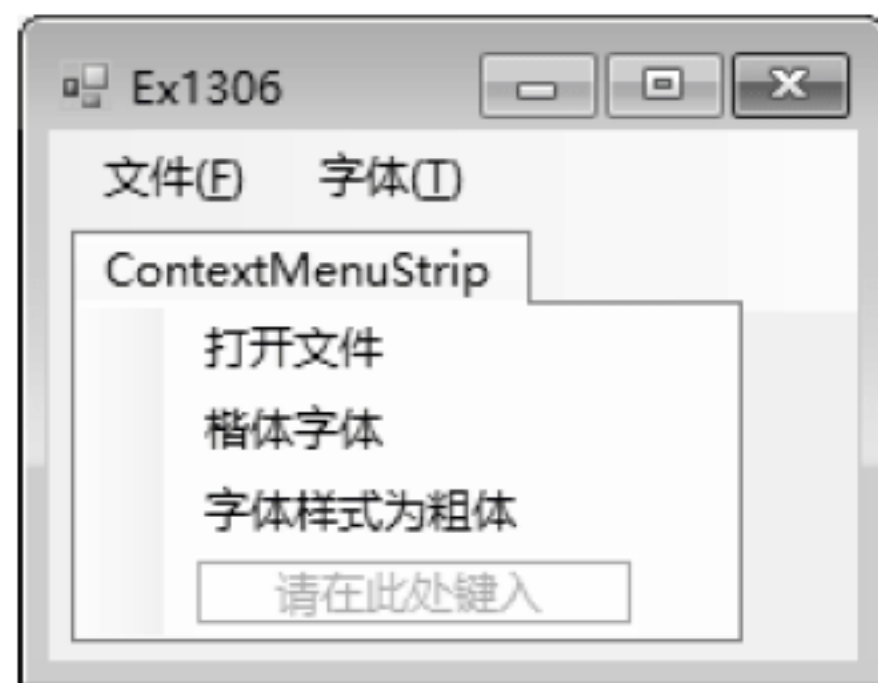 Ex1306
文件(F) 字体(T)
ContextMenuStrip
打开文件
楷体字体
字体样式为粗体
请在此处键入